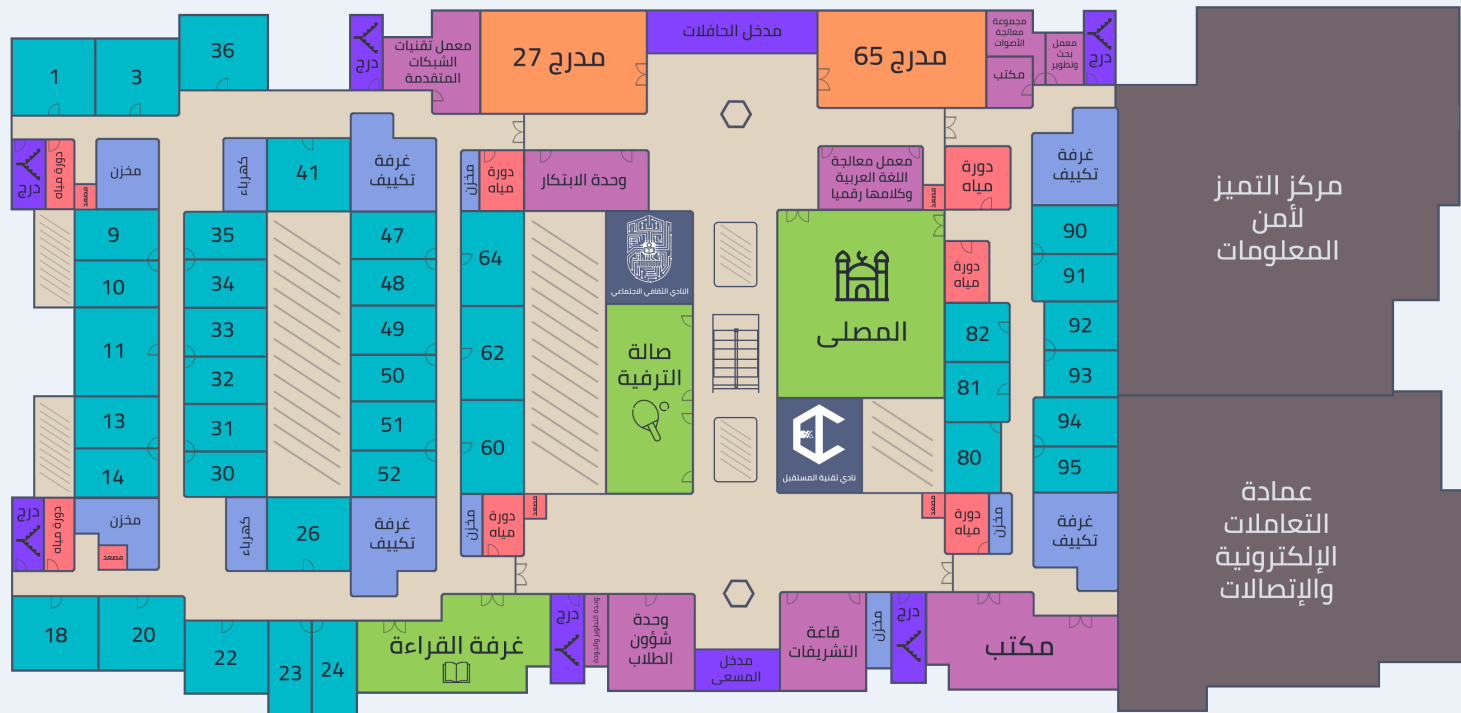 مدخل الحافلات
مدرج 27
مدرج 65
معمل تقنيات
الشبكات
المتقدمة
درج
36
3
1
مجموعة
معالجة
الأصوات
مكتب
معمل
بحث
وتطوير
درج
درج
دورة مياه
مصعد
مخزن
كهرباء
41
غرفة
تكييف
مخزن
دورة
مياه
وحدة الابتكار
معمل معالجة
اللغة العربية
وكلامها رقميا
مصعد
دورة
مياه
غرفة
تكييف
مركز التميز
لأمن
المعلومات
9
10
11
13
14
35
34
33
32
31
30
47
48
49
50
51
52
64
62
60
النادي الثقافي الاجتماعي
صالة
الترفية
المصلى
نادي تقنية المستقبل
دورة
مياه
82
81
80
90
91
92
93
94
95
درج
دورة مياه
مخزن
مصعد
كهرباء
26
غرفة
تكييف
مخزن
دورة
مياه
مصعد
مصعد
دورة
مياه
مخزن
غرفة
تكييف
عمادة
التعاملات
الإلكترونية
والإتصالات
18
20
22
23
24
غرفة القراءة
درج
وحدة التطوير والجودة
وحدة
شؤون
الطلاب
مدخل
المسعى
قاعة
التشريفات
مخزن
درج
مكتب